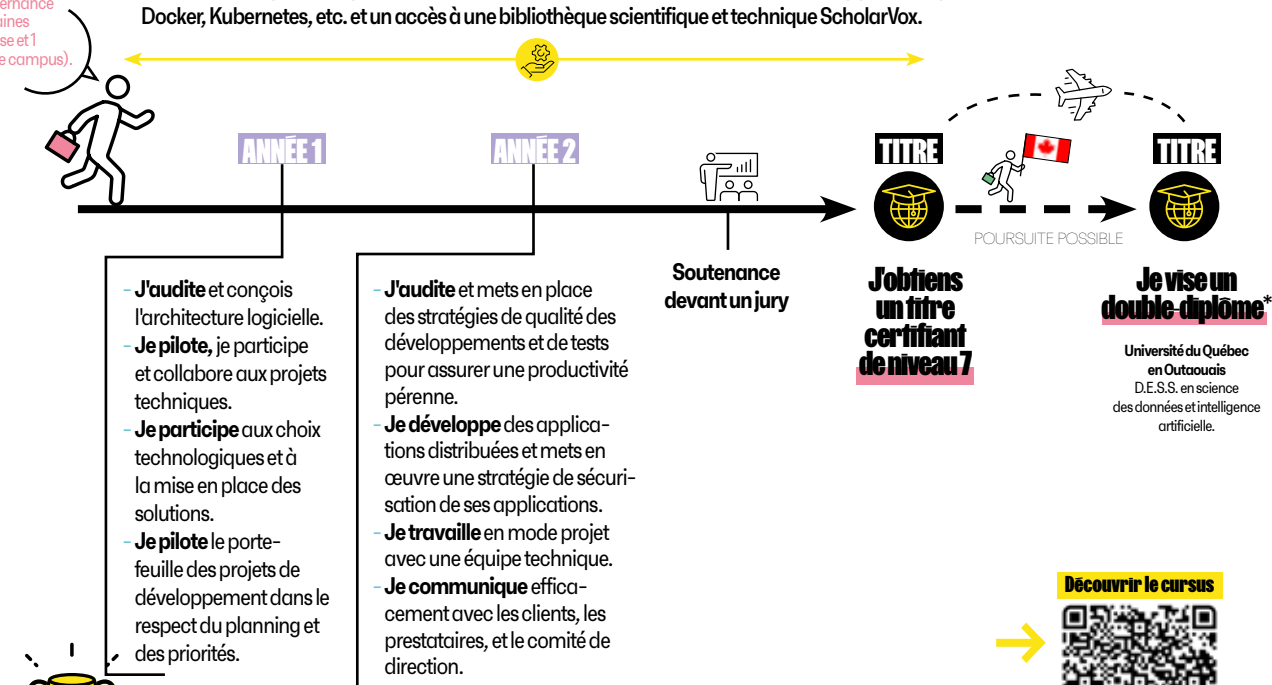 ernance
aines
se et 1
e campus).
Docker, Kubernetes, etc. et un accès à une bibliothèque scientifique et technique ScholarVox.
ANNÉE 1
ANNÉE 2
TITRE
TITRE
POURSUITE POSSIBLE
- J'audite et conçois
l'architecture logicielle.
- Je pilote, je participe
et collabore aux projets
techniques.
- Je participe aux choix
technologiques et à
la mise en place des
solutions.
- Je pilote le porte-
feuille des projets de
développement dans le
respect du planning et
des priorités.
- J'audite et mets en place
des stratégies de qualité des
développements et de tests
pour assurer une productivité
pérenne.
- Je développe des applica-
tions distribuées et mets en
œuvre une stratégie de sécuri-
sation de ses applications.
- Je travaille en mode projet
avec une équipe technique.
- Je communique effica-
cement avec les clients, les
prestataires, et le comité de
direction.
Soutenance
devant un jury
J'obtiens
un titre
certifiant
de niveau 7
Je vise un
double-diplôme*
Université du Québec
en Outaouais
D.E.S.S. en science
des données et intelligence
artificielle.
Découvrir le cursus